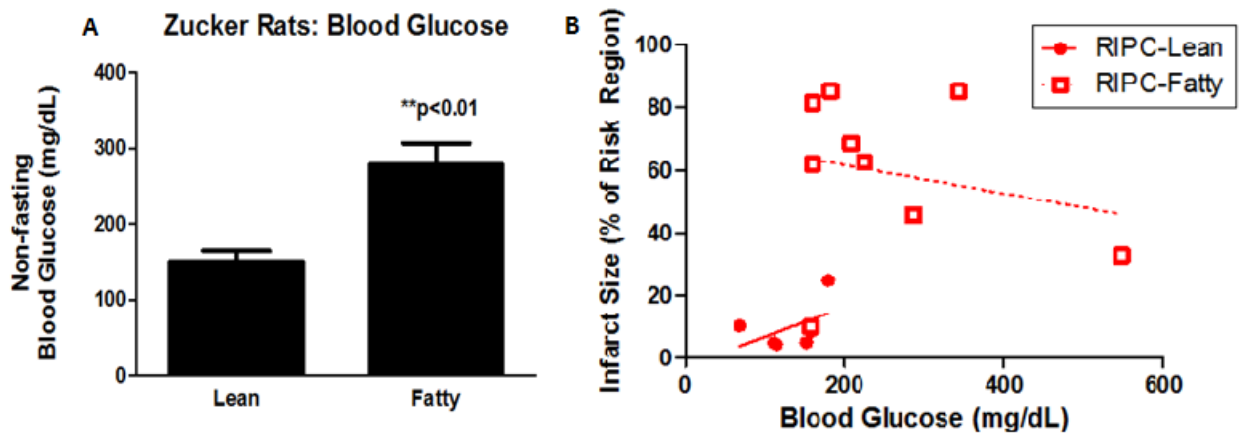 A
Zucker Rats: Blood Glucose
Non-fasting
Blood Glucose (mg/dL)
400
300
200
100
0
**p<0.01
Lean
Fatty
B
Infarct Size (% of Risk Region)
100
80
60
40
20
0
0
200
400
600
Blood Glucose (mg/dL)
RIPC-Lean
RIPC-Fatty